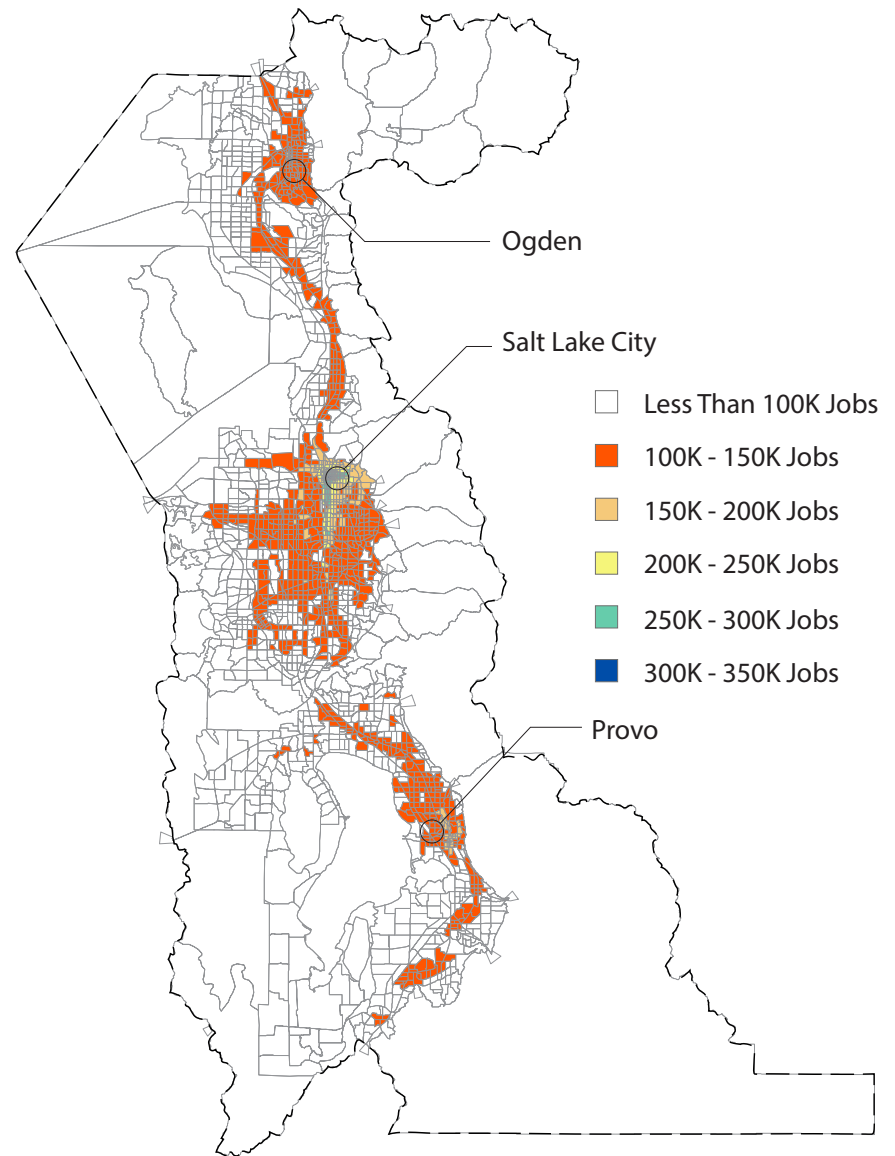 Ogden
Salt Lake City
Less Than 100K Jobs
100K - 150K Jobs
150K - 200K Jobs
200K - 250K Jobs
250K - 300K Jobs
300K - 350K Jobs
Provo